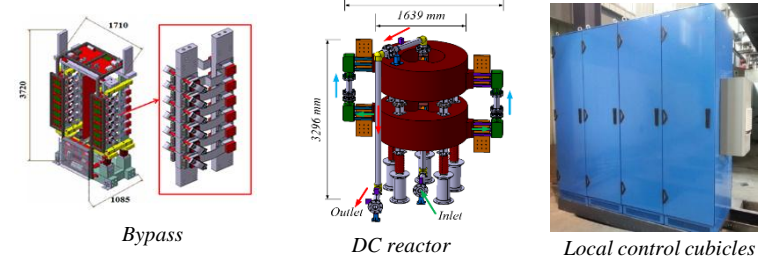 1710
3720
1085
Bypass
1639 mm
3296 mm
Outlet
Inlet
DC reactor
Local control cubicles